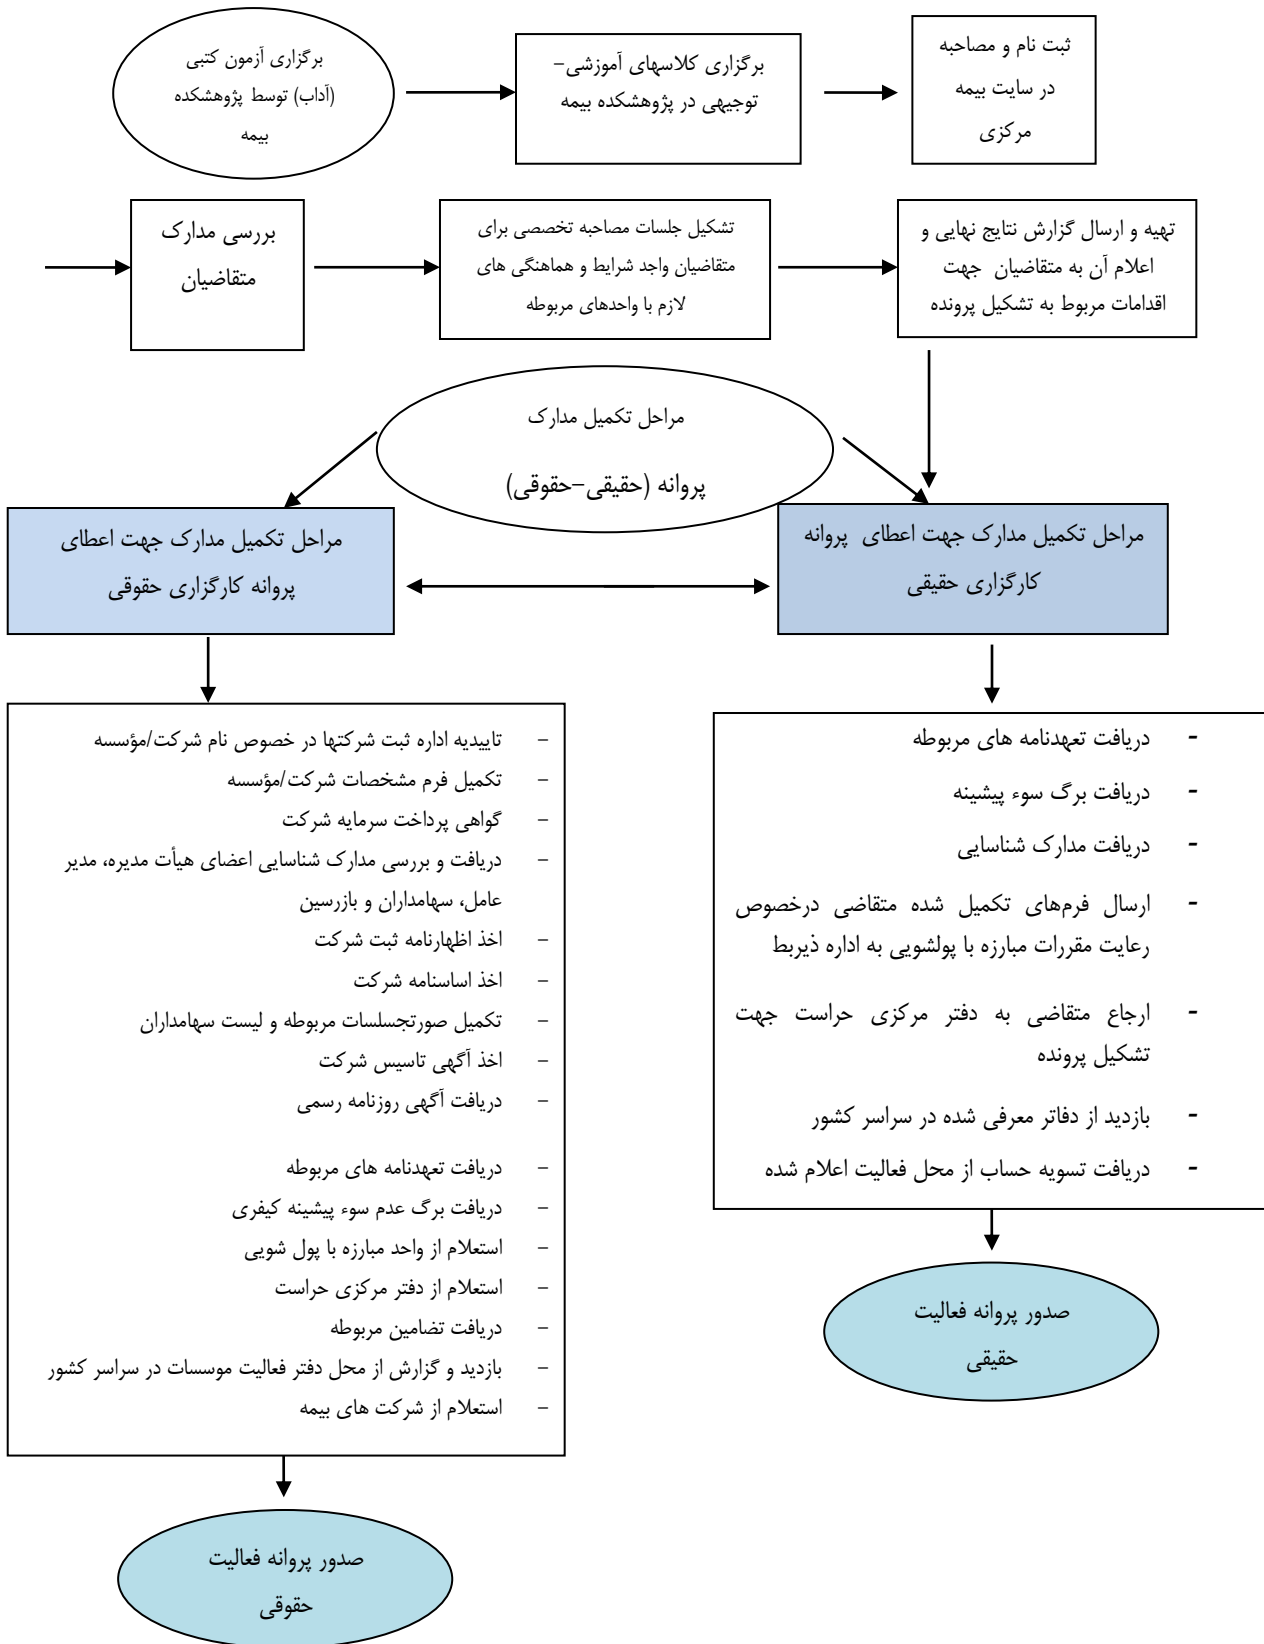 برگزاری آزمون کتبی
(آداب) توسط پژوهشکده
بیمه
برگزاری کلاسهای آموزشی-
توجیهی در پژوهشکده بیمه
ثبت نام و مصاحبه
در سایت بیمه
مرکزی
بررسی مدارک
متقاضیان
تشکیل جلسات مصاحبه تخصصی برای
متقاضیان واجد شرایط و هماهنگی های
لازم با واحدهای مربوطه
تهیه و ارسال گزارش نتایج نهایی و
اعلام آن به متقاضیان جهت
اقدامات مربوط به تشکیل پرونده
مراحل تکمیل مدارک
پروانه (حقیقی-حقوقی)
مراحل تکمیل مدارک جهت اعطای پروانه
کارگزاری حقیقی
مراحل تکمیل مدارک جهت اعطای
پروانه کارگزاری حقوقی
- دریافت تعهدنامه های مربوطه
- دریافت برگ سوء پیشینه
- دریافت مدارک شناسایی
- ارسال فرم‌های تکمیل شده متقاضی درخصوص
رعایت مقررات مبارزه با پولشویی به اداره ذیربط
- ارجاع متقاضی به دفتر مرکزی حراست جهت
تشکیل پرونده
- بازدید از دفاتر معرفی شده در سراسر کشور
- دریافت تسویه حساب از محل فعالیت اعلام شده
صدور پروانه فعالیت
حقیقی
- تاییدیه اداره ثبت شرکتها در خصوص نام شرکت/مؤسسه
- تکمیل فرم مشخصات شرکت/مؤسسه
- گواهی پرداخت سرمایه شرکت
- دریافت و بررسی مدارک شناسایی اعضای هیأت مدیره، مدیر
عامل، سهامداران و بازرسین
- اخذ اظهارنامه ثبت شرکت
- اخذ اساسنامه شرکت
- تکمیل صورتجسلسات مربوطه و لیست سهامداران
- اخذ آگهی تاسیس شرکت
- دریافت آگهی روزنامه رسمی
- دریافت تعهدنامه های مربوطه
- دریافت برگ عدم سوء پیشینه کیفری
- استعلام از واحد مبارزه با پول شویی
- استعلام از دفتر مرکزی حراست
- دریافت تضامین مربوطه
- بازدید و گزارش از محل دفتر فعالیت موسسات در سراسر کشور
- استعلام از شرکت های بیمه
صدور پروانه فعالیت
حقوقی